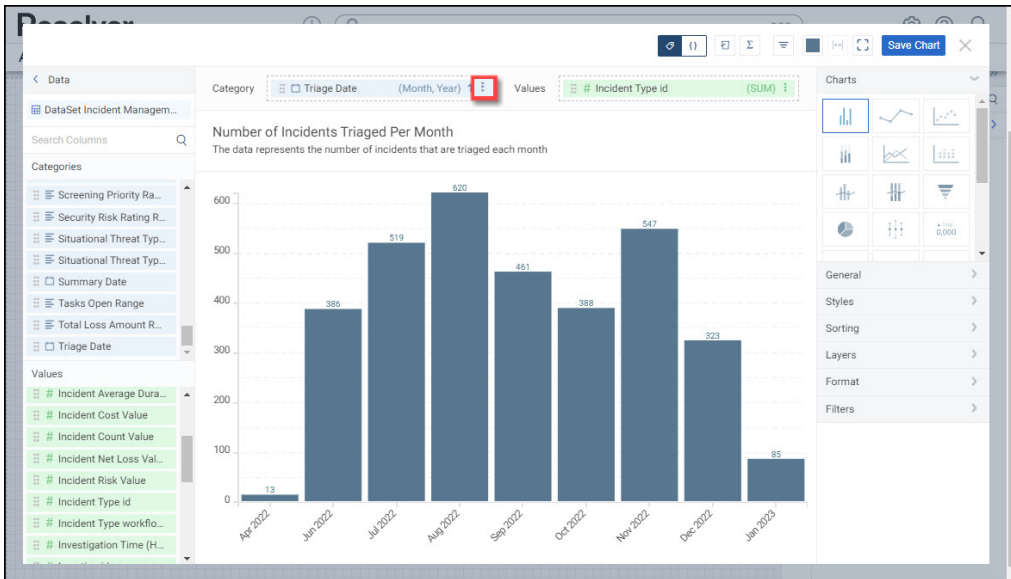 Resolver
Save Chart
Data
DataSet Incident Managem...
Search Columns
Categories
Screening Priority Ra...
Security Risk Rating R...
Situational Threat Typ...
Situational Threat Typ...
Summary Date
Tasks Open Range
Total Loss Amount R...
Triage Date
Values
# Incident Average Dura...
# Incident Cost Value
# Incident Count Value
# Incident Net Loss Val...
# Incident Risk Value
# Incident Type id
# Incident Type workflo...
# Investigation Time (H...
Category
Triage Date (Month, Year)
Values
# Incident Type id (SUM)
Number of Incidents Triaged Per Month
The data represents the number of incidents that are triaged each month
600
500
400
300
200
100
0
13
386
519
620
461
388
547
323
85
Apr 2022
Jun 2022
Jul 2022
Aug 2022
Sep 2022
Oct 2022
Nov 2022
Dec 2022
Jan 2023
Charts
Total
0,000
General
Styles
Sorting
Layers
Format
Filters